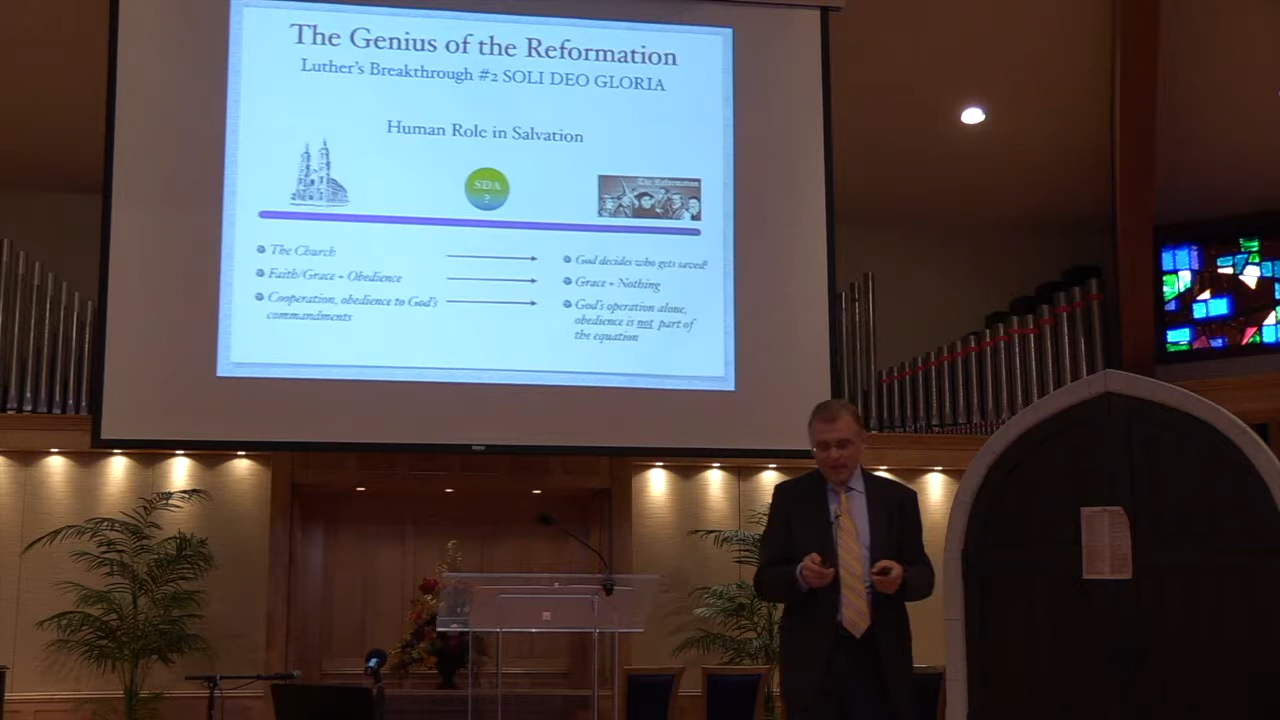 The Genius of the Reformation
Luther's Breakthrough #2 SOLI DEO GLORIA
Human Role in Salvation
SDA
?
The Reformation
The Church
Faith/Grace + Obedience
Cooperation, obedience to God's
commandments
God decides who gets saved!
Grace + Nothing
God's operation alone,
obedience is not part of
the equation